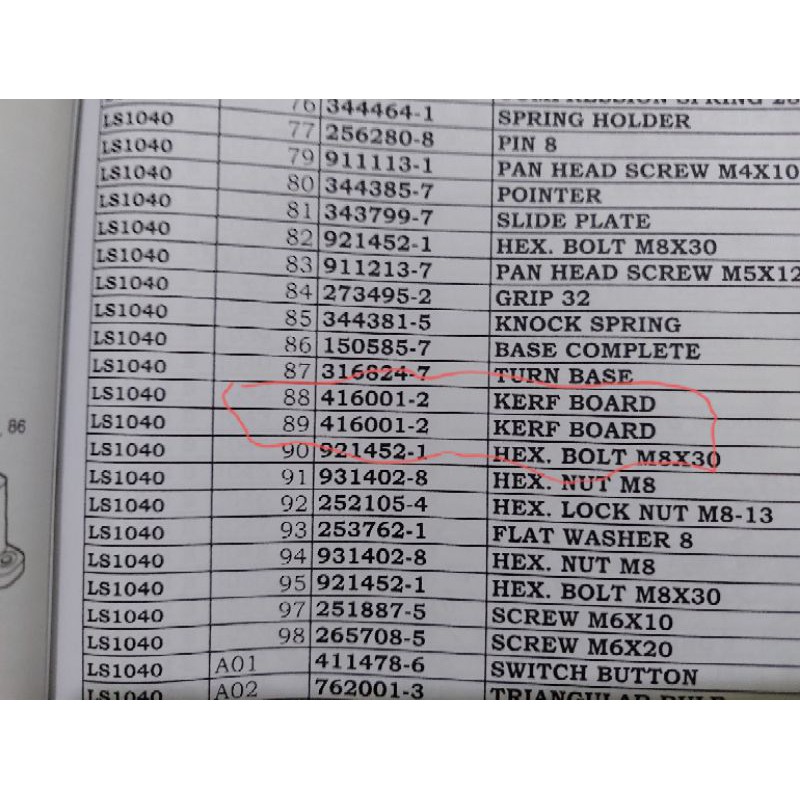 76 344464-1
LS1040 77 256280-8 SPRING HOLDER
LS1040 79 911113-1 PIN 8
LS1040 80 344385-7 PAN HEAD SCREW M4X10
LS1040 81 343799-7 POINTER
LS1040 82 921452-1 SLIDE PLATE
LS1040 83 911213-7 HEX. BOLT M8X30
LS1040 84 273495-2 PAN HEAD SCREW M5X12
LS1040 85 344381-5 GRIP 32
LS1040 86 150585-7 KNOCK SPRING
LS1040 87 316824-7 BASE COMPLETE
LS1040 88 416001-2 TURN BASE
LS1040 89 416001-2 KERF BOARD
LS1040 90 921452-1 KERF BOARD
LS1040 91 931402-8 HEX. BOLT M8X30
LS1040 92 252105-4 HEX. NUT M8
LS1040 93 253762-1 HEX. LOCK NUT M8-13
LS1040 94 931402-8 FLAT WASHER 8
LS1040 95 921452-1 HEX. NUT M8
LS1040 97 251887-5 HEX. BOLT M8X30
LS1040 98 265708-5 SCREW M6X10
LS1040 A01 411478-6 SCREW M6X20
LS1040 A02 762001-3 SWITCH BUTTON
86